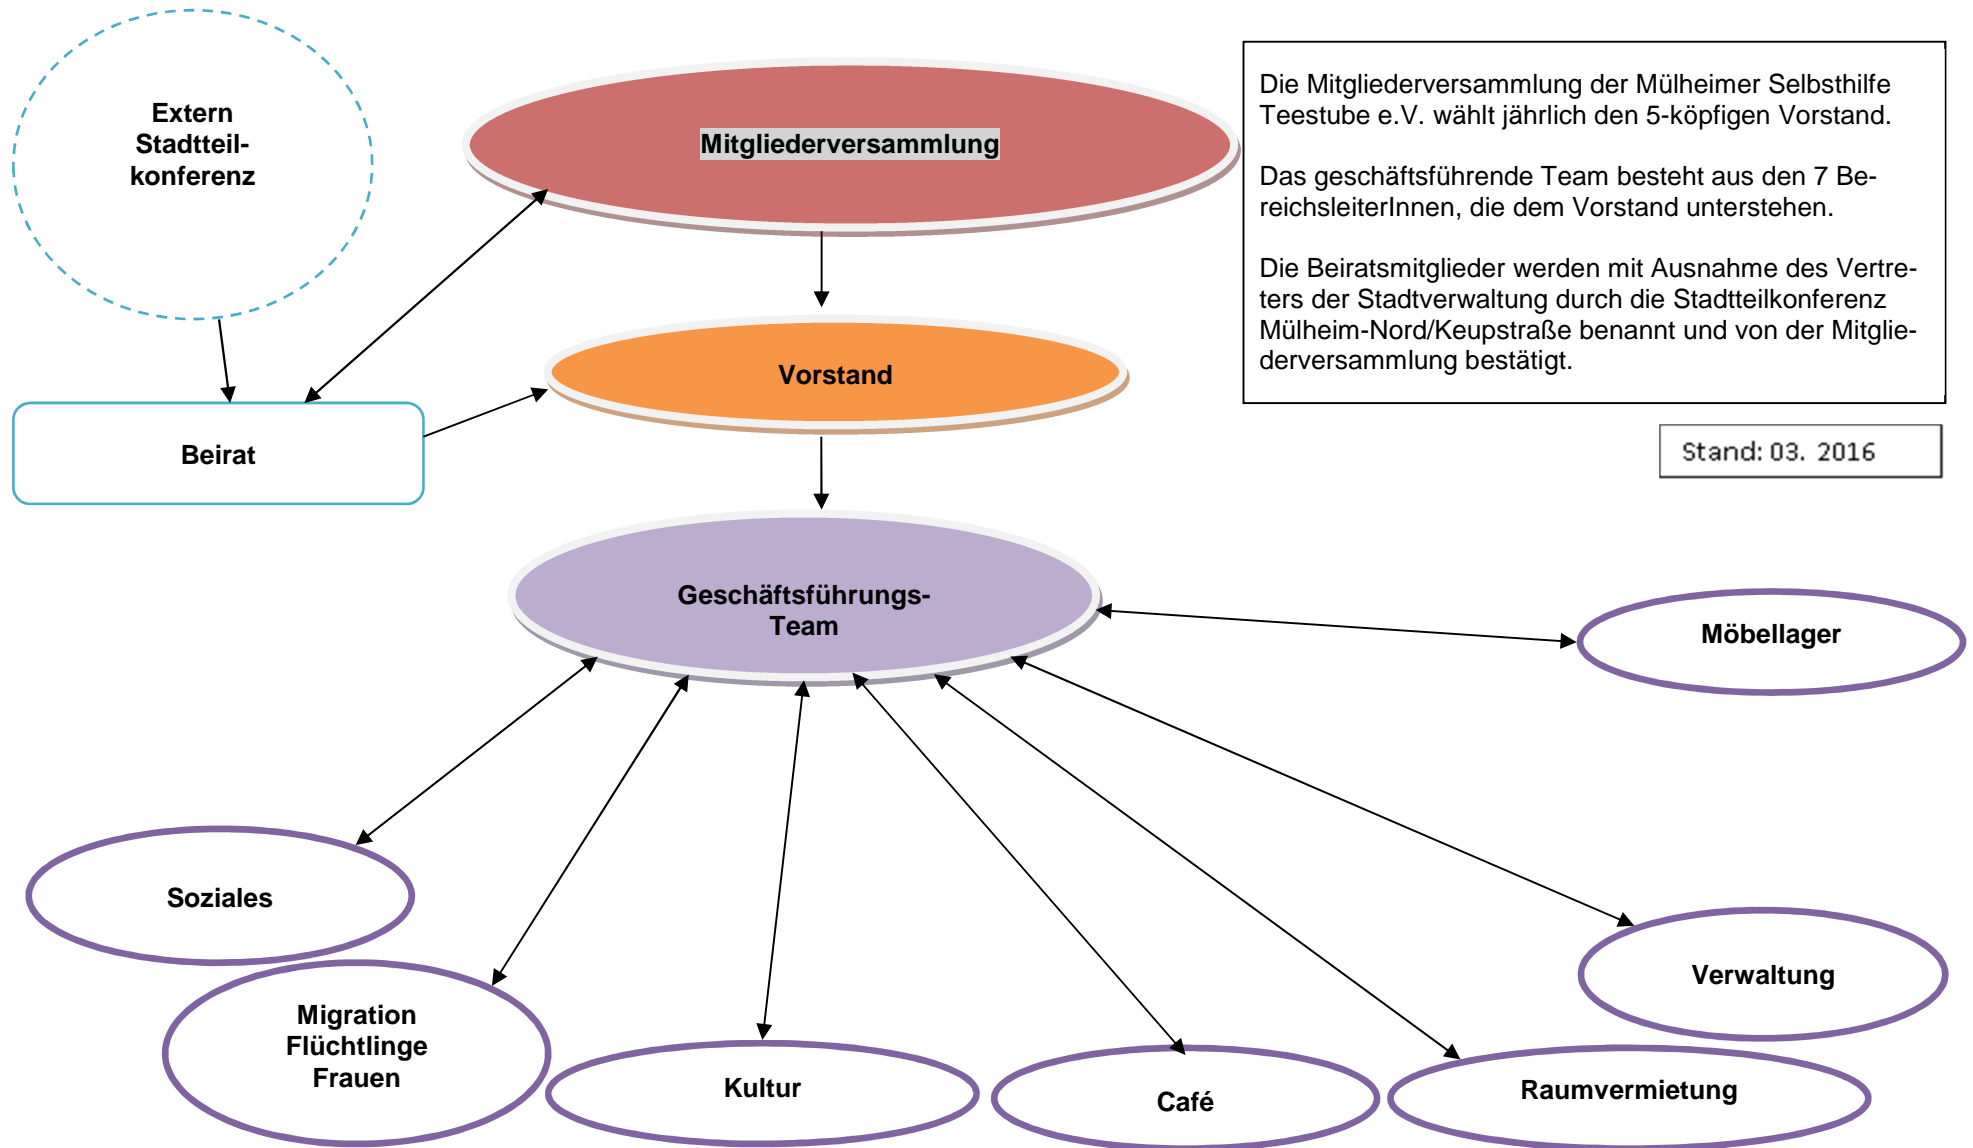 Extern
Stadtteil-
konferenz
Mitgliederversammlung
Die Mitgliederversammlung der Mülheimer Selbsthilfe
Teestube e.V. wählt jährlich den 5-köpfigen Vorstand.
Das geschäftsführende Team besteht aus den 7 Be-
reichsleiterInnen, die dem Vorstand unterstehen.
Die Beiratsmitglieder werden mit Ausnahme des Vertre-
ters der Stadtverwaltung durch die Stadtteilkonferenz
Mülheim-Nord/Keupstraße benannt und von der Mitglie-
derversammlung bestätigt.
Vorstand
Beirat
Stand: 03. 2016
Geschäftsführungs-
Team
Möbellager
Soziales
Verwaltung
Migration
Flüchtlinge
Frauen
Kultur
Café
Raumvermietung